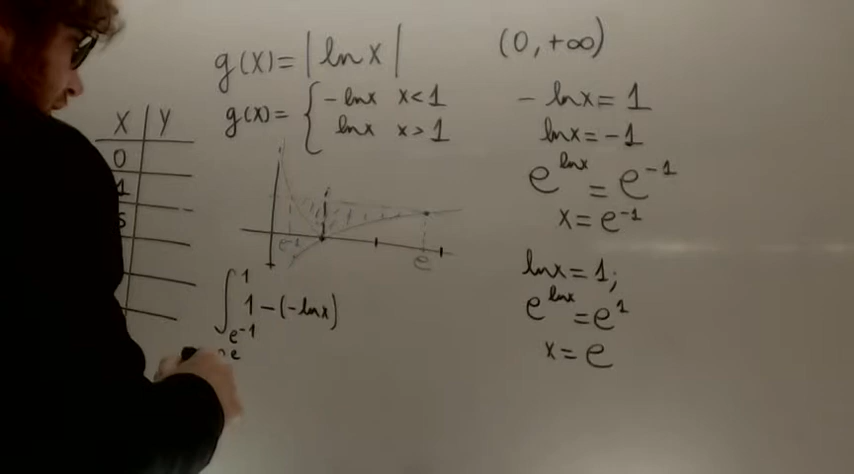 g(x) = |ln x|
(0, +∞)
g(x) = { -ln x x < 1
ln x x > 1
- ln x = 1
ln x = -1
e^{ln x} = e^{-1}
x = e^{-1}
ln x = 1;
e^{ln x} = e^1
x = e
X | Y
0
1
5
e^{-1}
e
∫_{e^{-1}}^{1} 1 - (-ln x)
e